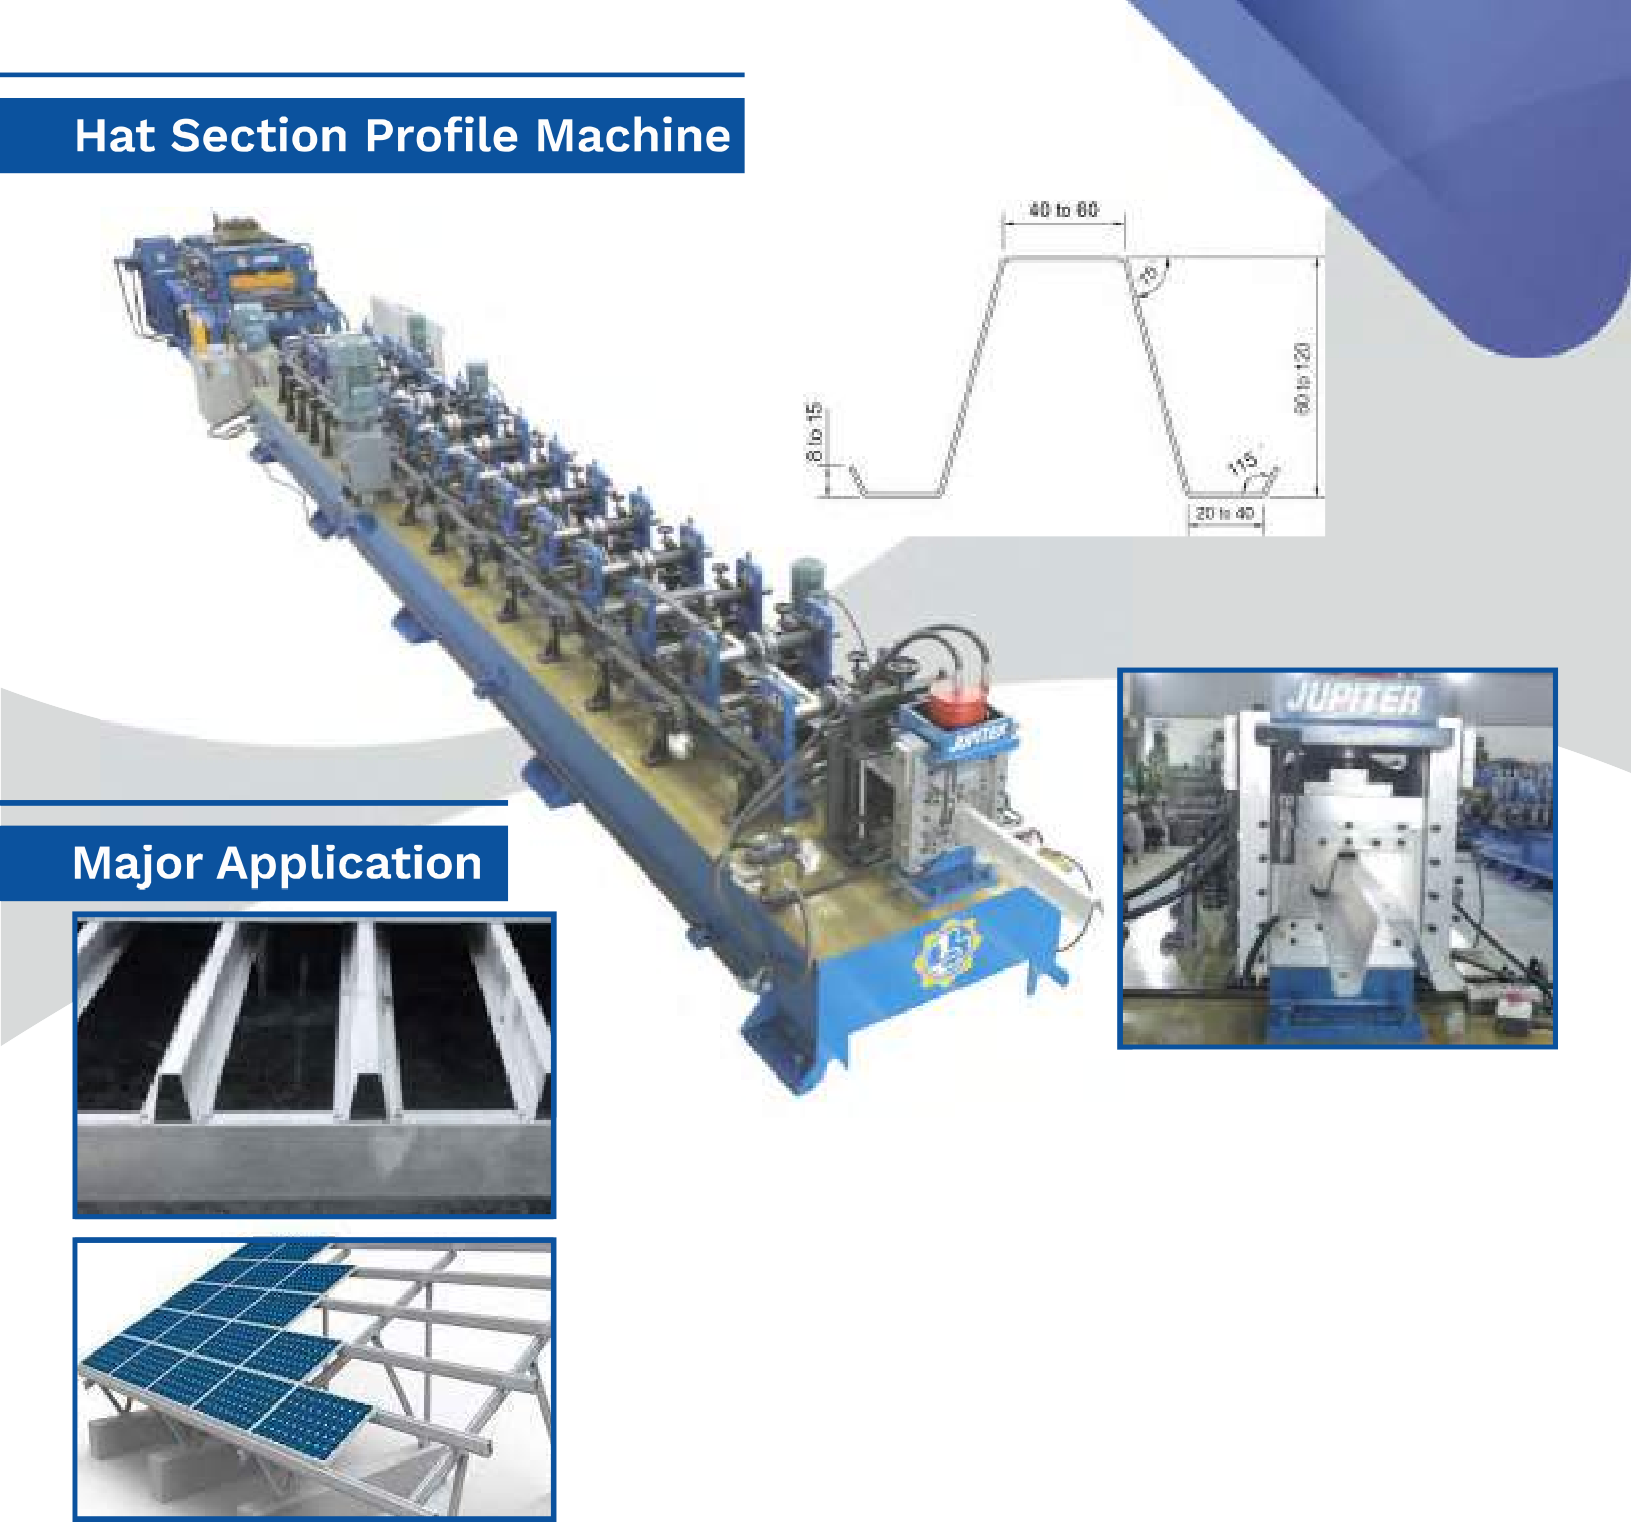 Hat Section Profile Machine
40 to 60
75
60 to 120
8 to 15
115
20 to 40
JUPITER
JUPITER
Major Application